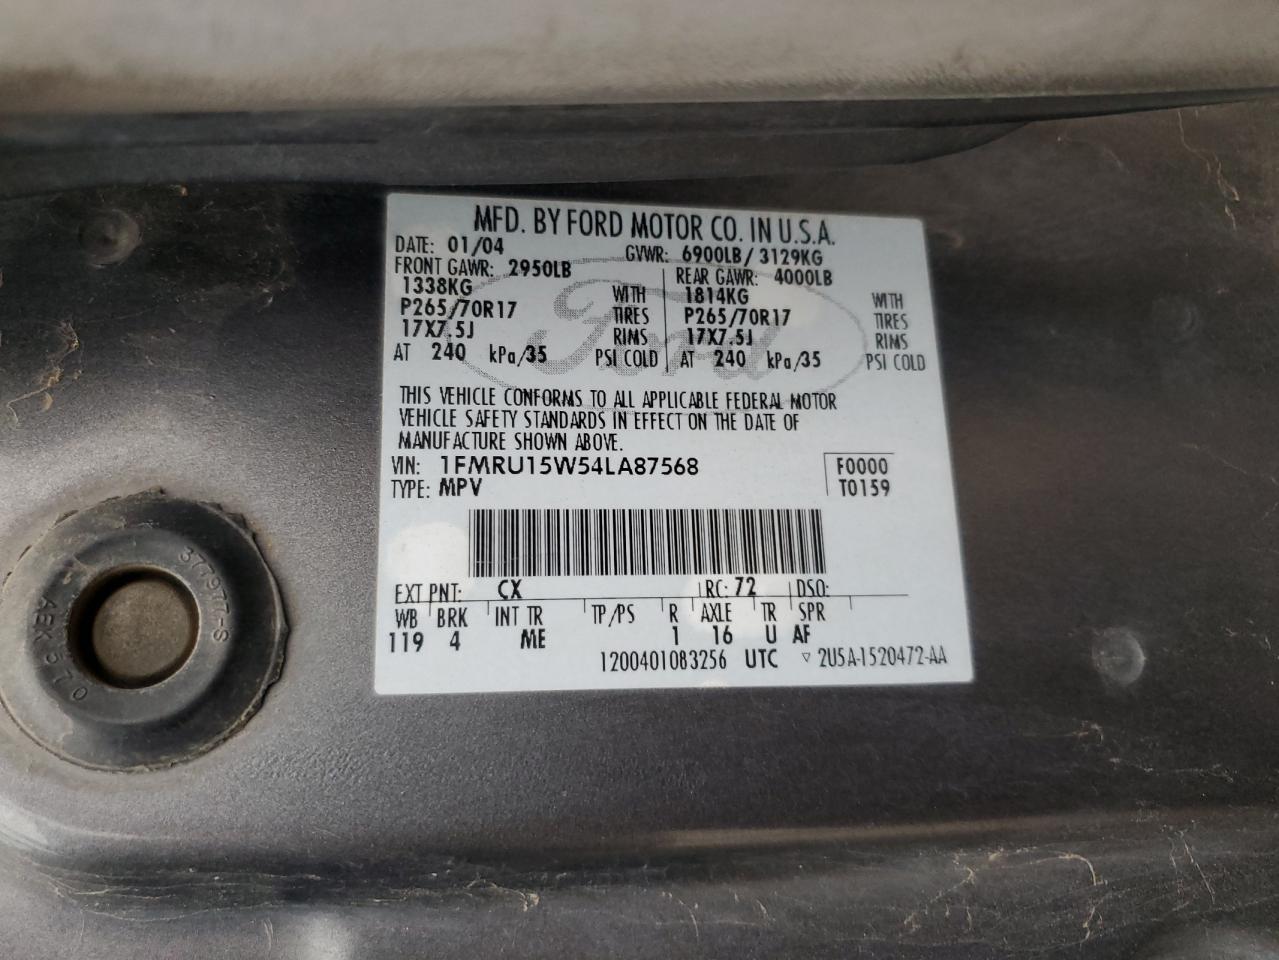 MFD. BY FORD MOTOR CO. IN U.S.A.
DATE: 01/04 GVWR: 6900LB/3129KG
FRONT GAWR: 2950LB REAR GAWR: 4000LB
1338KG WITH 1814KG WITH
P265/70R17 TIRES P265/70R17 TIRES
17X7.5J RIMS 17X7.5J RIMS
AT 240 kPa/35 PSI COLD AT 240 kPa/35 PSI COLD
Ford
THIS VEHICLE CONFORMS TO ALL APPLICABLE FEDERAL MOTOR
VEHICLE SAFETY STANDARDS IN EFFECT ON THE DATE OF
MANUFACTURE SHOWN ABOVE.
VIN: 1FMRU15W54LA87568 F0000
TYPE: MPV T0159
EXT PNT: CX RC: 72 DSO:
WB BRK INT TR TP/PS R AXLE TR SPR
119 4 ME 1 16 U AF
1200401083256 UTC ▽ 2U5A-1520472-AA
377977-S